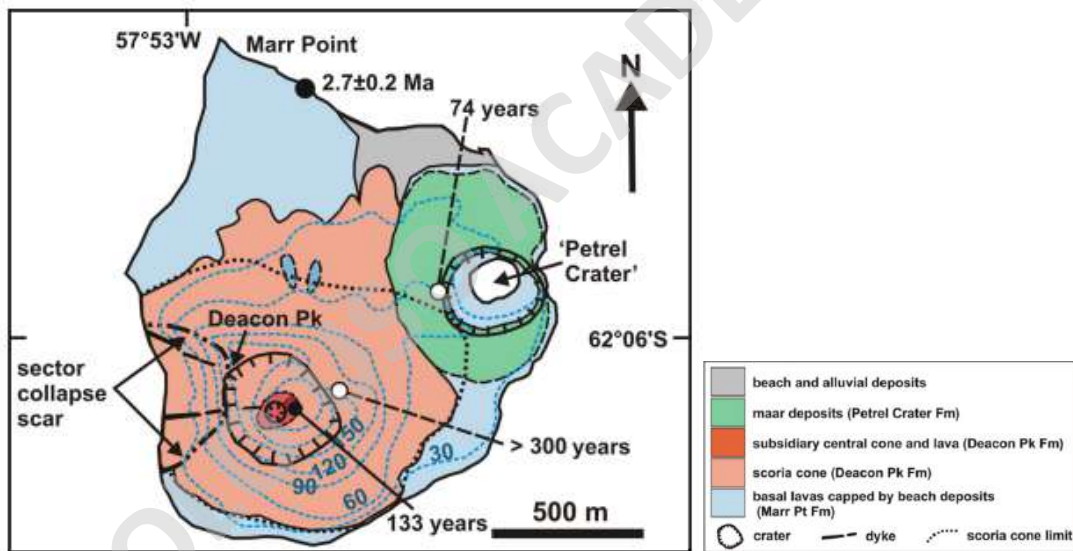 57°53'W
Marr Point
2.7±0.2 Ma
N
74 years
'Petrel
Crater'
Deacon Pk
62°06'S
sector
collapse
scar
150
120
90
60
30
> 300 years
133 years
500 m
beach and alluvial deposits
maar deposits (Petrel Crater Fm)
subsidiary central cone and lava (Deacon Pk Fm)
scoria cone (Deacon Pk Fm)
basal lavas capped by beach deposits
(Marr Pt Fm)
crater
dyke
scoria cone limit